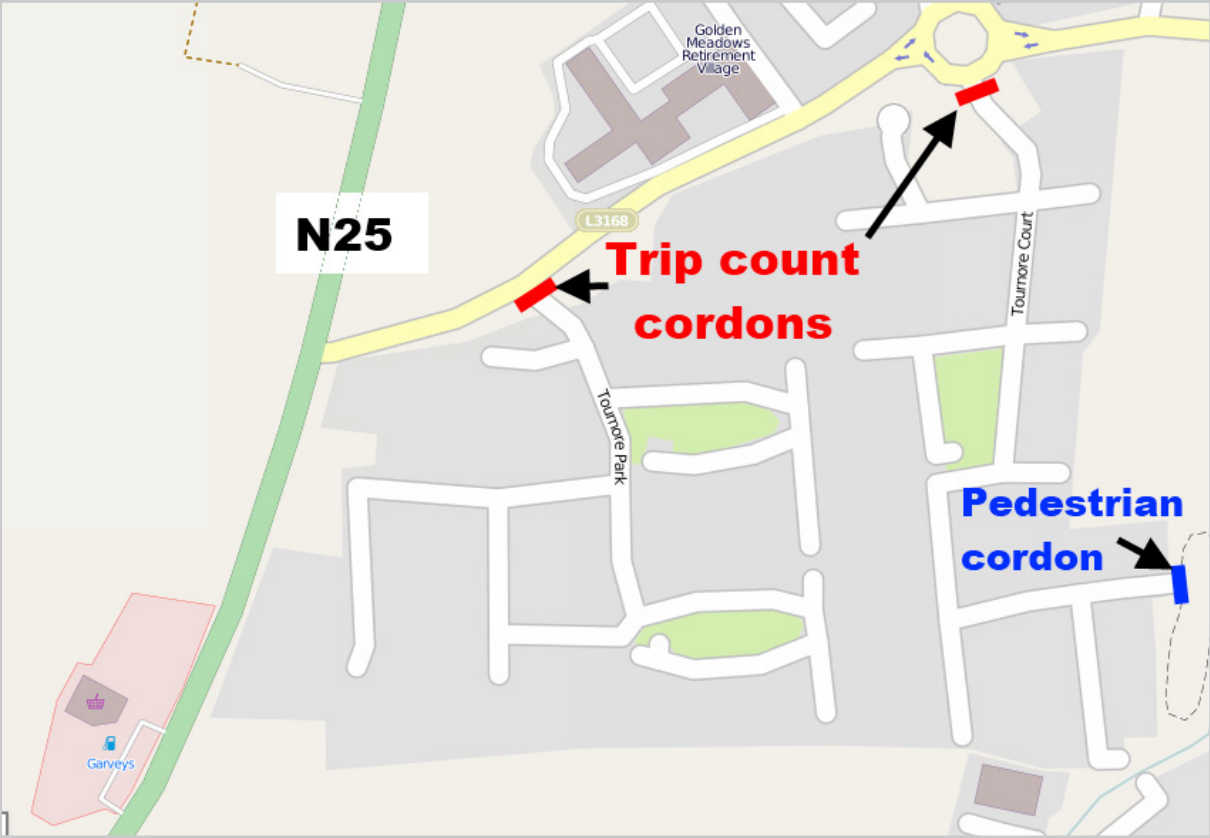 Golden
Meadows
Retirement
Village
N25
L3168
Trip count
cordons
Tournore Court
Tournore Park
Pedestrian
cordon
Garveys
]